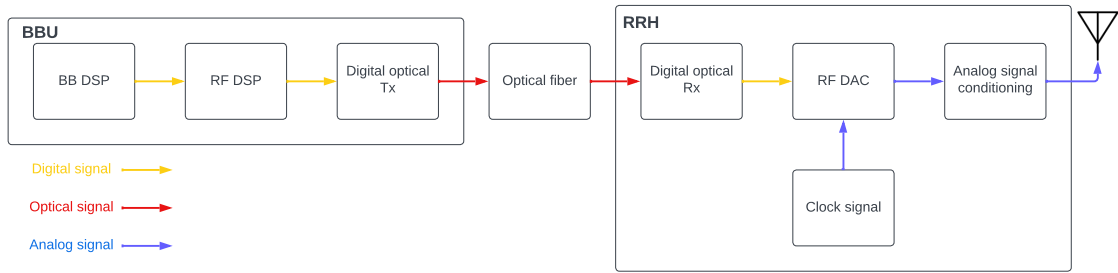 BBU
RRH
BB DSP
RF DSP
Digital optical
Tx
Optical fiber
Digital optical
Rx
RF DAC
Analog signal
conditioning
Digital signal
Optical signal
Analog signal
Clock signal